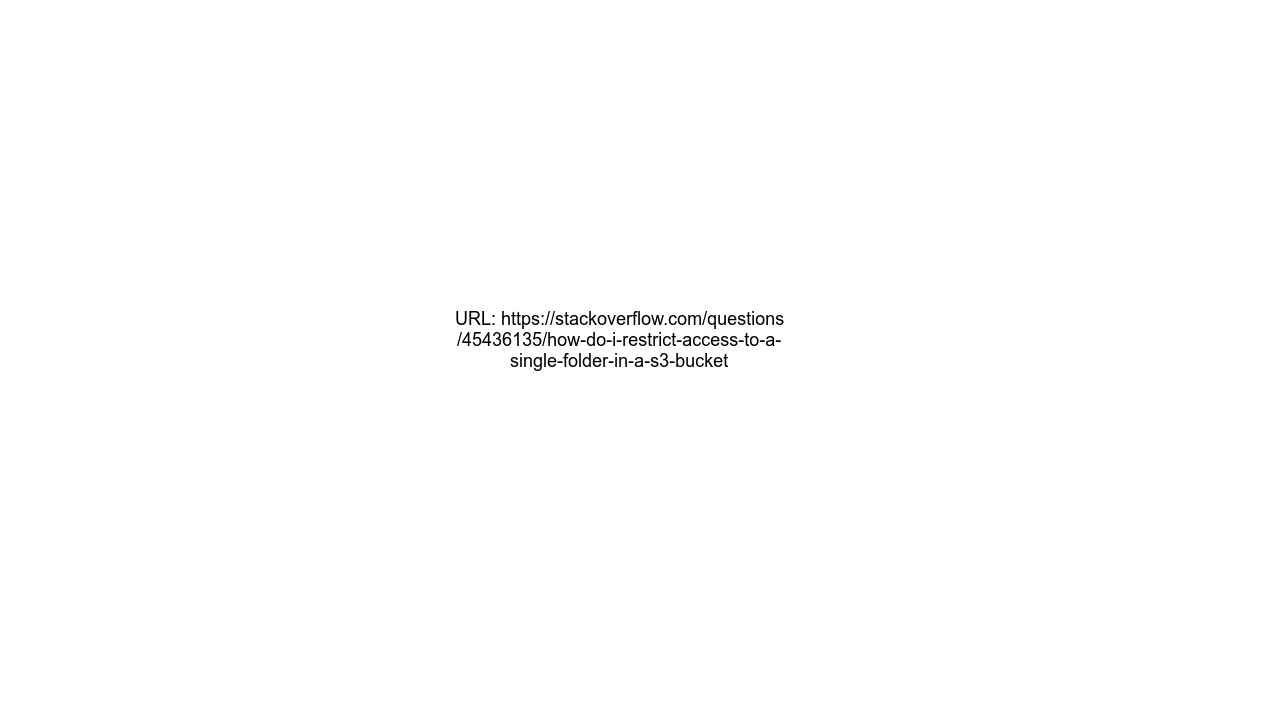 URL: https://stackoverflow.com/questions
/45436135/how-do-i-restrict-access-to-a-
single-folder-in-a-s3-bucket